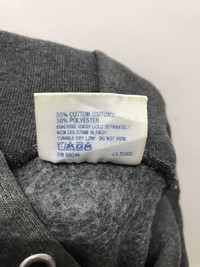 50% COTTON (COTON)
50% POLYESTER
MACHINE WASH COLD SEPARATELY
NON CHLORINE BLEACH
TUMBLE DRY LOW. DO NOT IRON
RN
CA